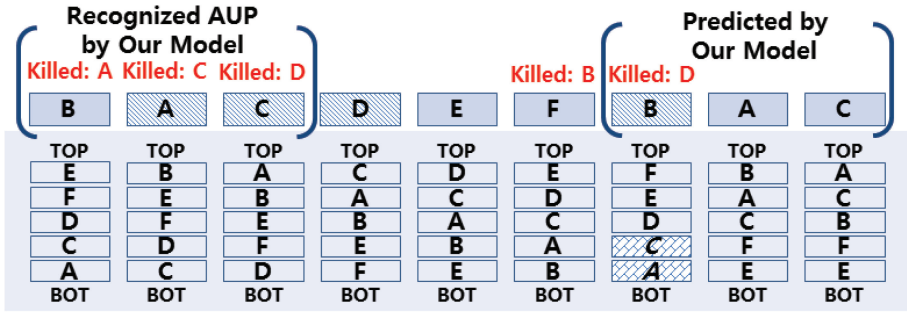 Recognized AUP
by Our Model
Predicted by
Our Model
Killed: A Killed: C Killed: D Killed: B Killed: D
B A C D E F B A C
TOP TOP TOP TOP TOP TOP TOP TOP TOP
E B A C D E F B A
F E B A C D E A C
D F E B A C D C B
C D F E B A C F F
A C D F E B A E E
BOT BOT BOT BOT BOT BOT BOT BOT BOT